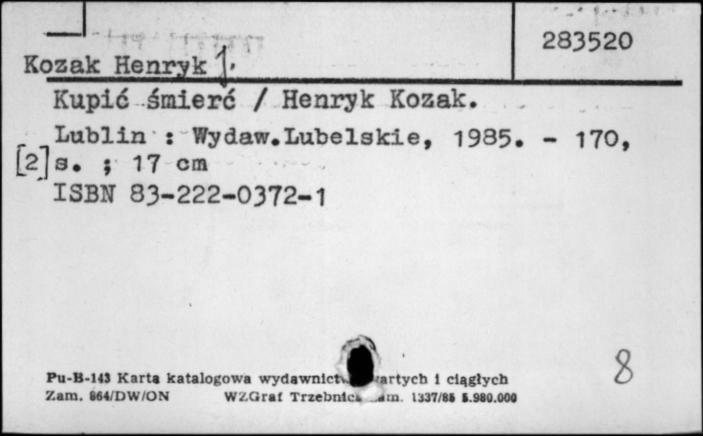 283520
Kozak Henryk J.
Kupić śmierć / Henryk Kozak.
Lublin : Wydaw.Lubelskie, 1985. - 170,
[2] s. ; 17 cm
ISBN 83-222-0372-1
8
Pu-B-143 Karta katalogowa wydawnict artych i ciągłych
Zam. 864/DW/ON WZGraf Trzebnica am. 1337/85 5.980.000